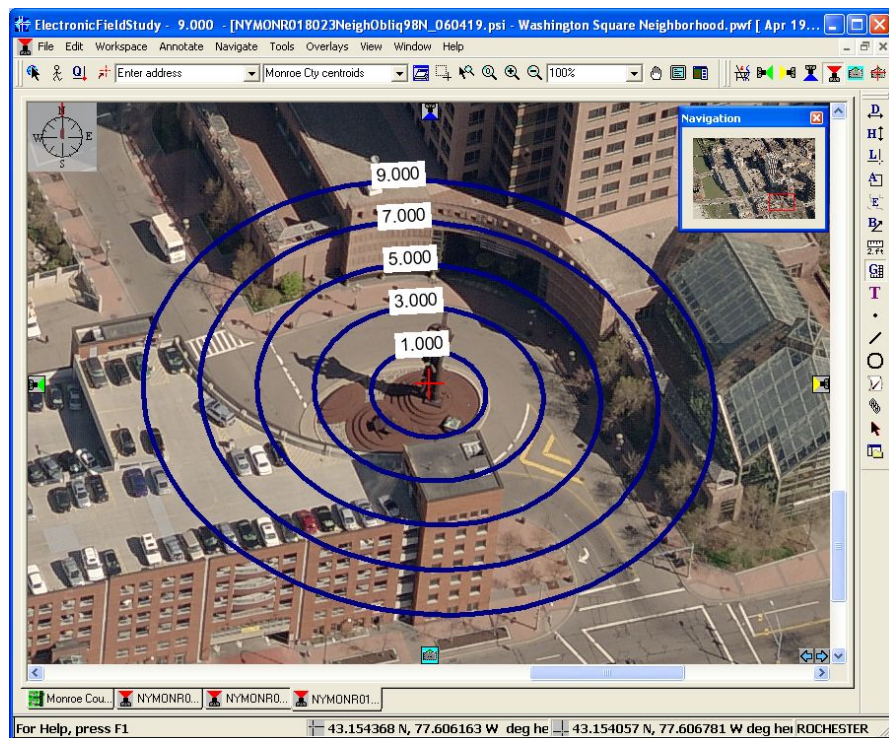 ElectronicFieldStudy - 9.000 - [NYMONR018023NeighObliq98N_060419.psi - Washington Square Neighborhood.pwf [ Apr 19...
File Edit Workspace Annotate Navigate Tools Overlays View Window Help
Enter address Monroe Cty centroids 100%
N
W E
S
Navigation
9.000
7.000
5.000
3.000
1.000
D
H
L
A
E
B
2.ft
G
T
Monroe Cou... NYMONR0... NYMONR0... NYMONR01...
For Help, press F1 43.154368 N, 77.606163 W deg he 43.154057 N, 77.606781 W deg he ROCHESTER